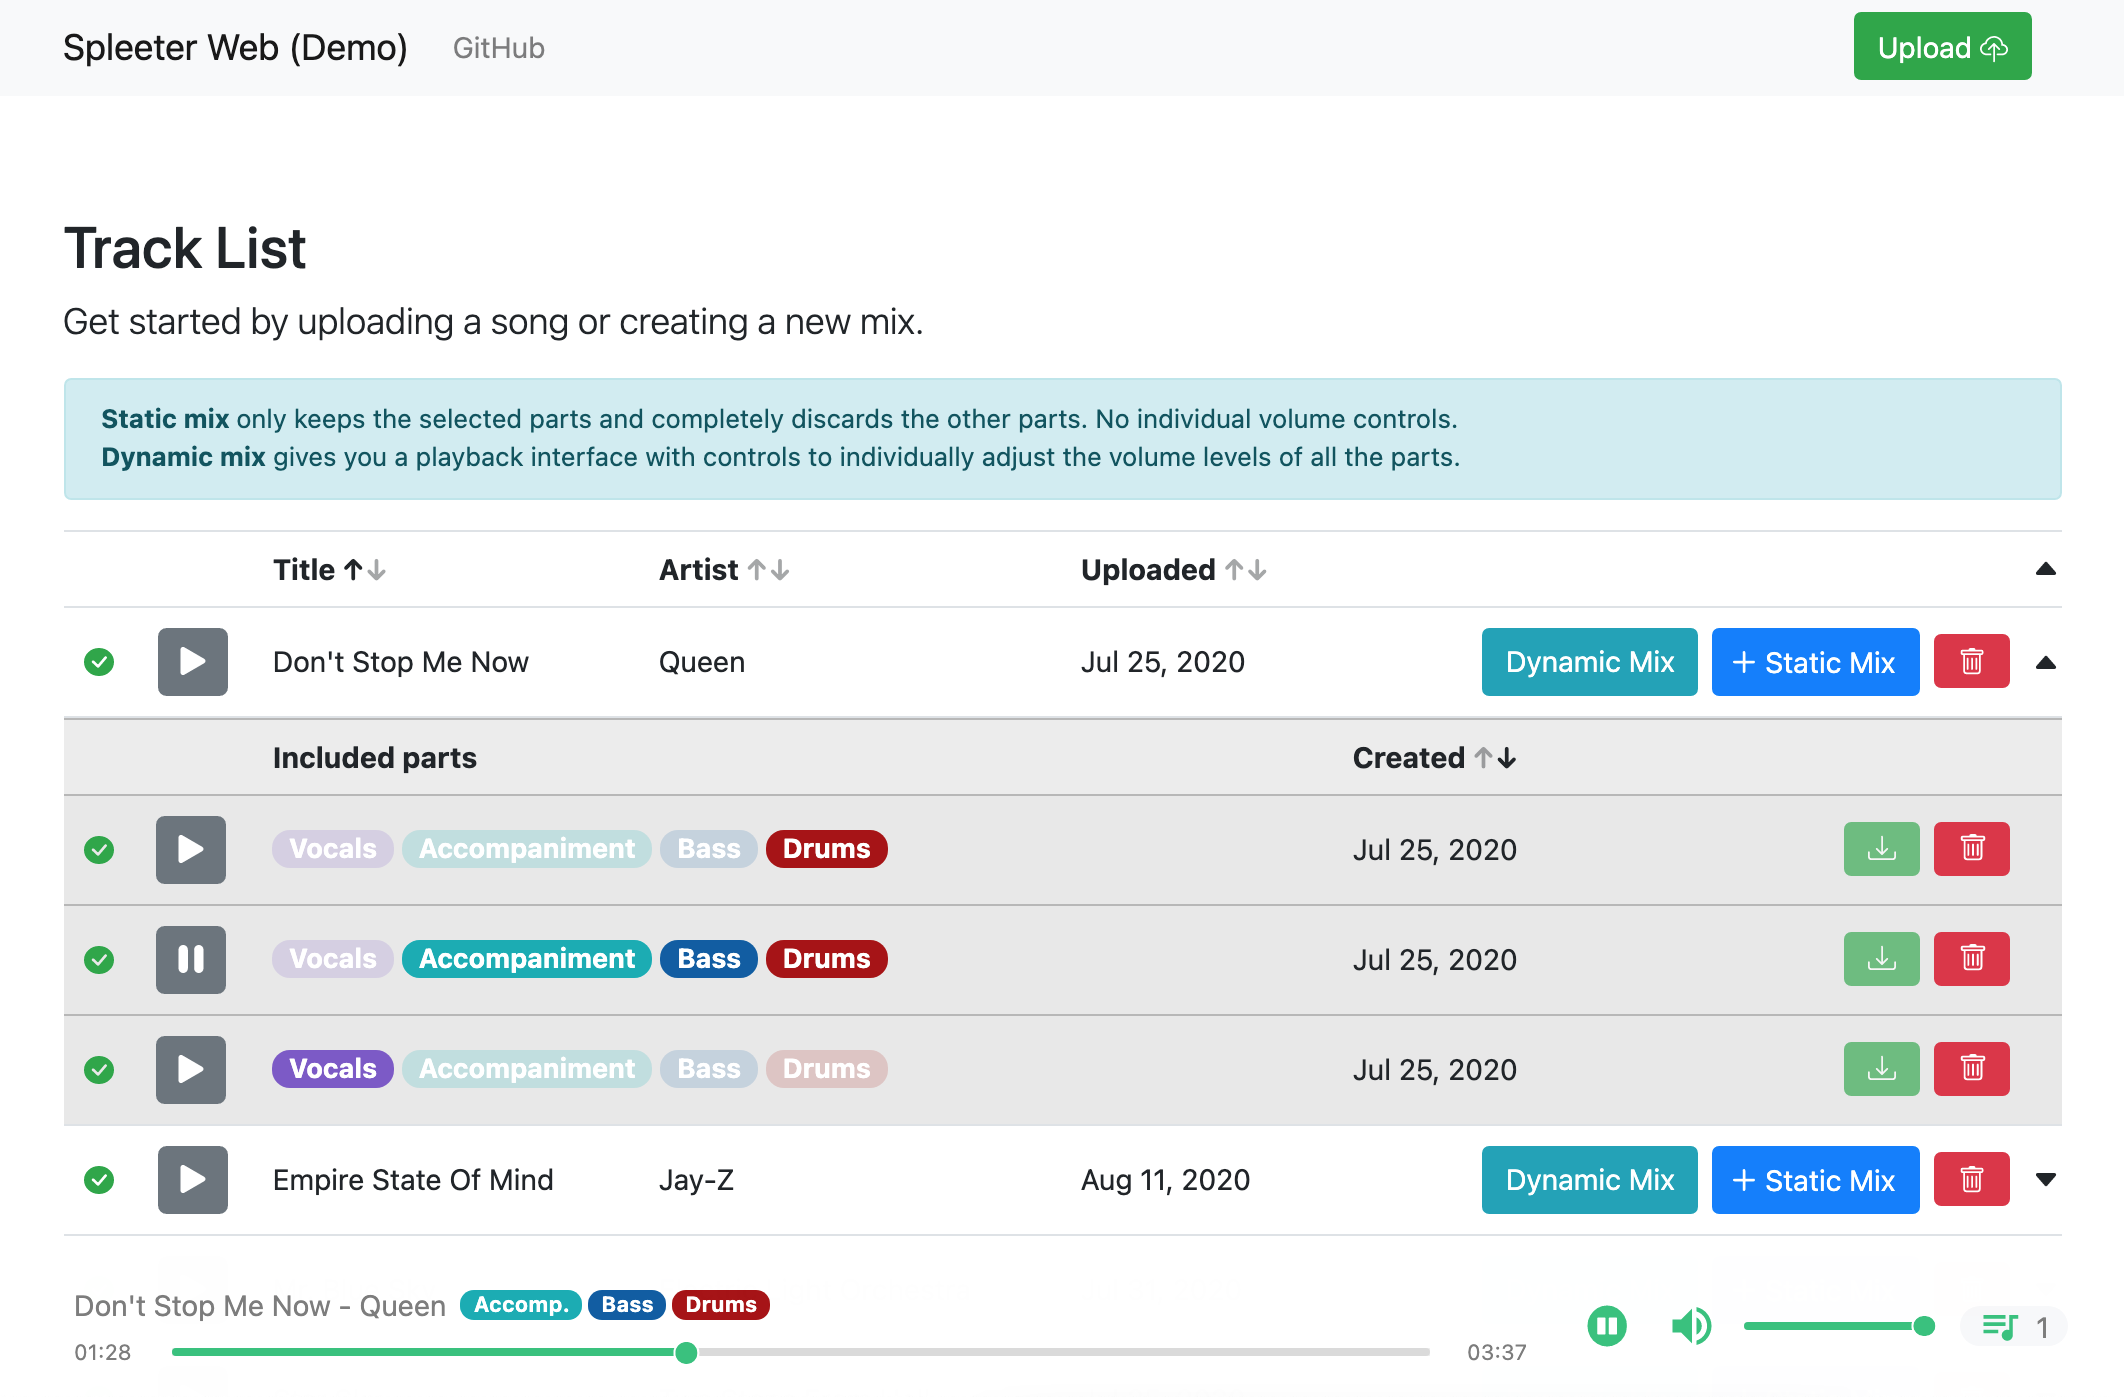 Spleeter Web (Demo) GitHub Upload
Track List
Get started by uploading a song or creating a new mix.
Static mix only keeps the selected parts and completely discards the other parts. No individual volume controls.
Dynamic mix gives you a playback interface with controls to individually adjust the volume levels of all the parts.
Title Artist Uploaded
Don't Stop Me Now Queen Jul 25, 2020 Dynamic Mix + Static Mix
Included parts Created
Vocals Accompaniment Bass Drums Jul 25, 2020
Vocals Accompaniment Bass Drums Jul 25, 2020
Vocals Accompaniment Bass Drums Jul 25, 2020
Empire State Of Mind Jay-Z Aug 11, 2020 Dynamic Mix + Static Mix
Don't Stop Me Now - Queen Accomp. Bass Drums
01:28 03:37 1